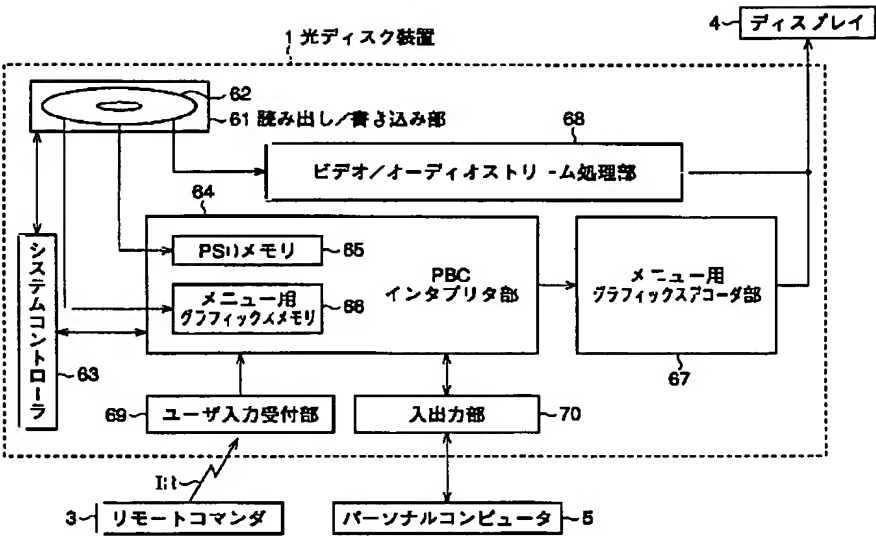 4 ディスプレイ
1 光ディスク装置
62
61 読み出し／書き込み部
68
ビデオ／オーディオストリーム処理部
64
PSDメモリ
65
PBC
インタプリタ部
メニュー用
グラフィックスメモリ
66
メニュー用
グラフィックスデコーダ部
67
システムコントローラ
63
69 ユーザ入力受付部
入出力部 70
IR
3 リモートコマンダ
パーソナルコンピュータ 5